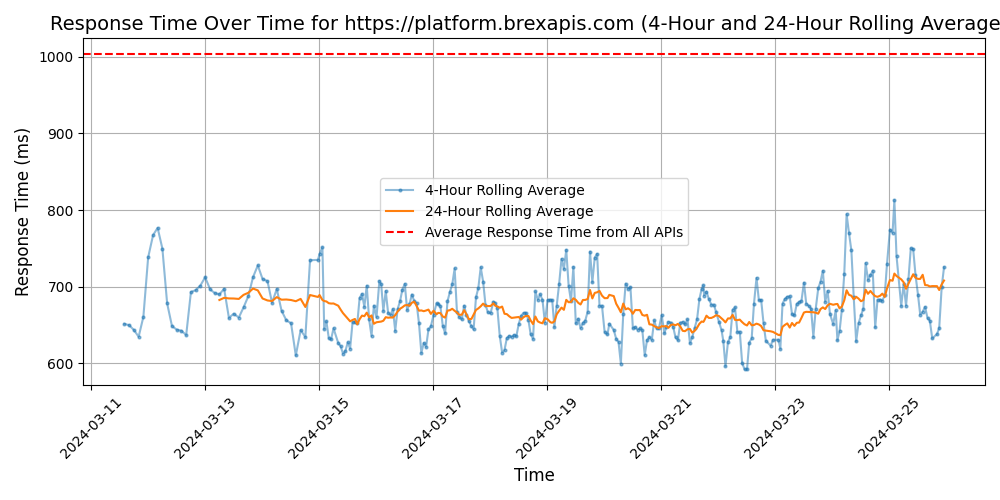 Response Time Over Time for https://platform.brexapis.com (4-Hour and 24-Hour Rolling Average
1000
900
800
700
600
Response Time (ms)
4-Hour Rolling Average
24-Hour Rolling Average
Average Response Time from All APIs
2024-03-11
2024-03-13
2024-03-15
2024-03-17
2024-03-19
2024-03-21
2024-03-23
2024-03-25
Time